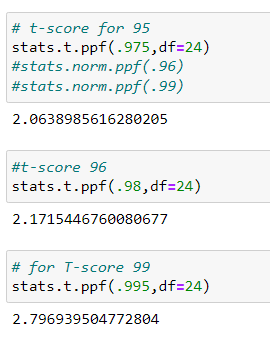 # t-score for 95
stats.t.ppf(.975,df=24)
#stats.norm.ppf(.96)
#stats.norm.ppf(.99)
2.0638985616280205
#t-score 96
stats.t.ppf(.98,df=24)
2.1715446760080677
# for T-score 99
stats.t.ppf(.995,df=24)
2.796939504772804